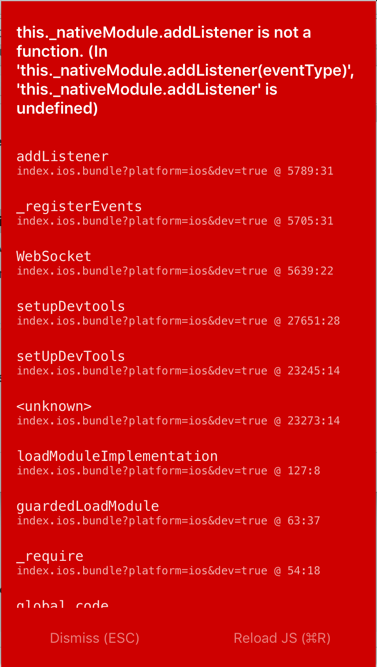 this._nativeModule.addListener is not a
function. (In
'this._nativeModule.addListener(eventType)',
'this._nativeModule.addListener' is
undefined)
addListener
index.ios.bundle?platform=ios&dev=true @ 5789:31
_registerEvents
index.ios.bundle?platform=ios&dev=true @ 5705:31
WebSocket
index.ios.bundle?platform=ios&dev=true @ 5639:22
setupDevtools
index.ios.bundle?platform=ios&dev=true @ 27651:28
setUpDevTools
index.ios.bundle?platform=ios&dev=true @ 23245:14
<unknown>
index.ios.bundle?platform=ios&dev=true @ 23273:14
loadModuleImplementation
index.ios.bundle?platform=ios&dev=true @ 127:8
guardedLoadModule
index.ios.bundle?platform=ios&dev=true @ 63:37
_require
index.ios.bundle?platform=ios&dev=true @ 54:18
global code
Dismiss (ESC)
Reload JS (⌘R)